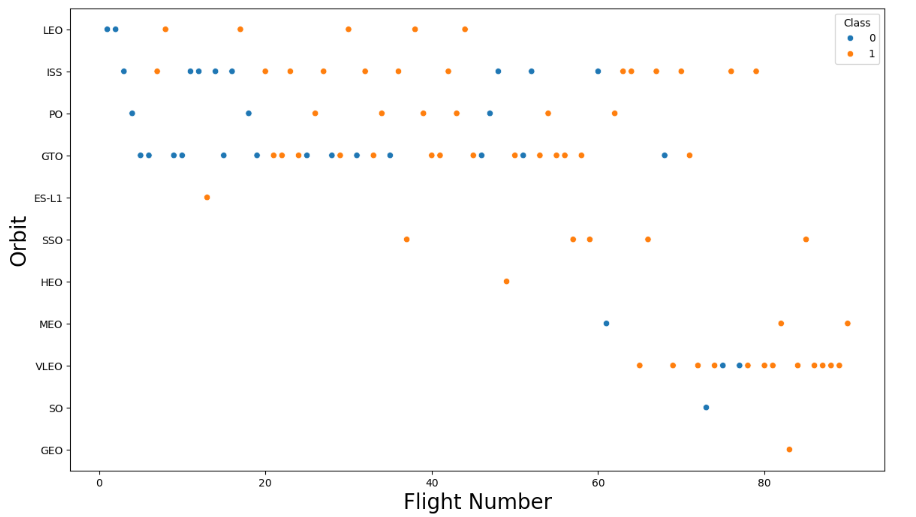 LEO
ISS
PO
GTO
ES-L1
SSO
HEO
MEO
VLEO
SO
GEO
Orbit
0 20 40 60 80
Flight Number
Class
0
1